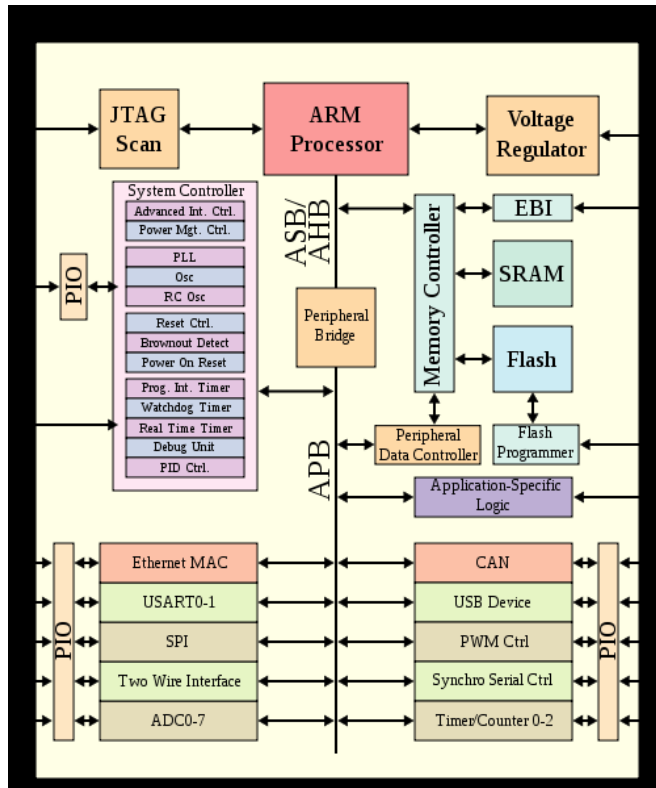 JTAG
Scan
ARM
Processor
Voltage
Regulator
System Controller
Advanced Int. Ctrl.
Power Mgt. Ctrl.
PLL
Osc
RC Osc
Reset Ctrl.
Brownout Detect
Power On Reset
Prog. Int. Timer
Watchdog Timer
Real Time Timer
Debug Unit
PID Ctrl.
PIO
ASB/
AHB
Peripheral
Bridge
APB
Memory Controller
EBI
SRAM
Flash
Peripheral
Data Controller
Flash
Programmer
Application-Specific
Logic
PIO
Ethernet MAC
USART0-1
SPI
Two Wire Interface
ADC0-7
CAN
USB Device
PWM Ctrl
Synchro Serial Ctrl
Timer/Counter 0-2
PIO